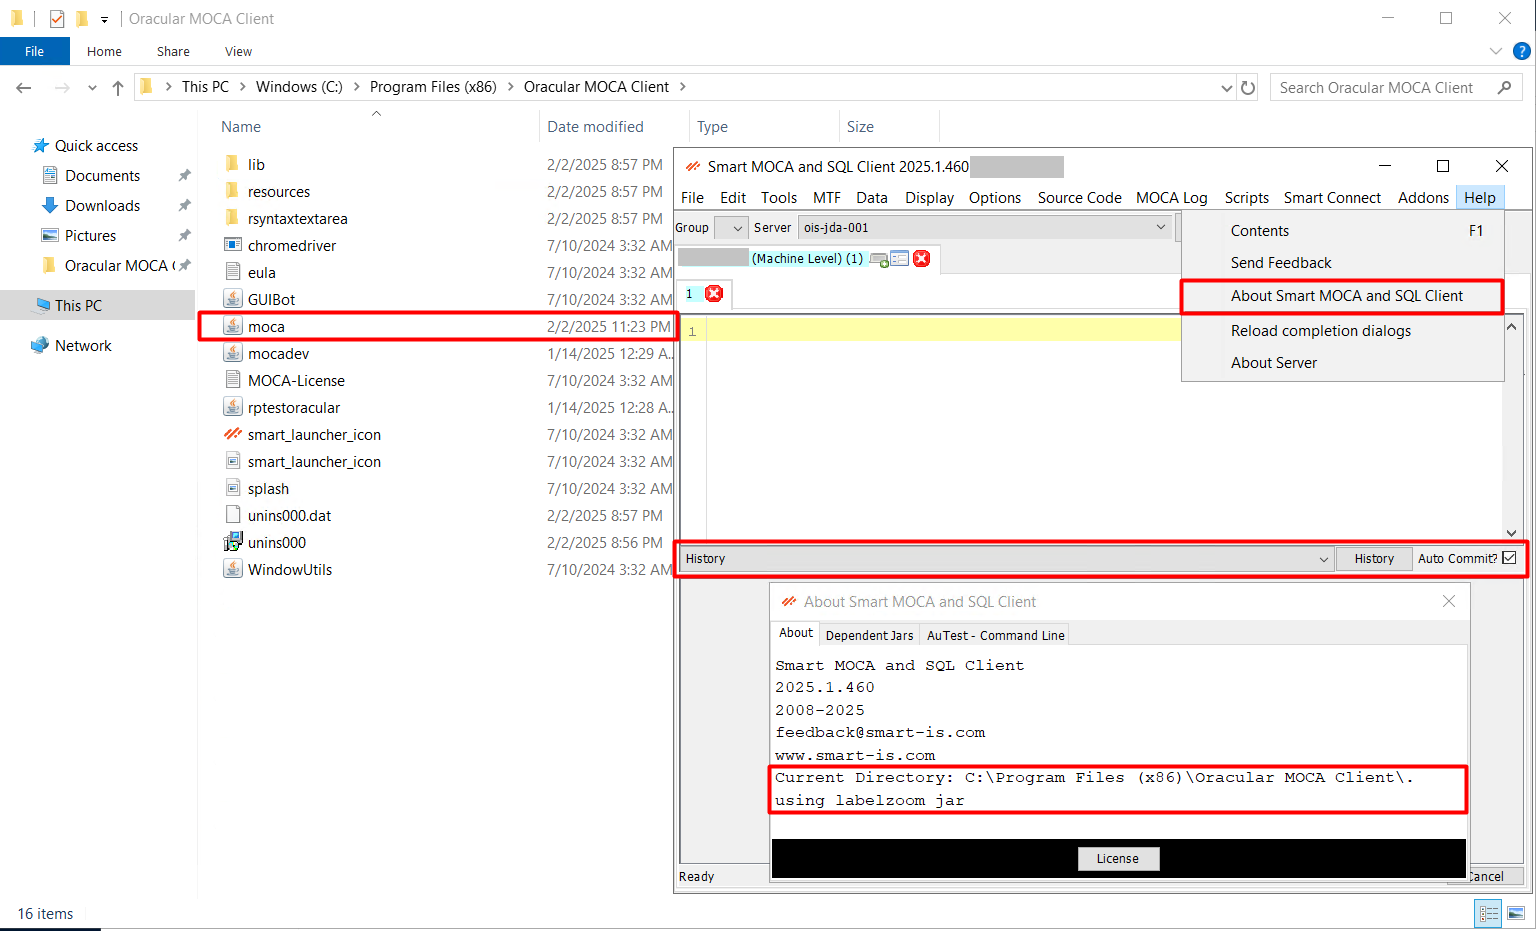 Oracular MOCA Client
File Home Share View
This PC Windows (C:) Program Files (x86) Oracular MOCA Client
Search Oracular MOCA Client
Quick access
Documents
Downloads
Pictures
Oracular MOCA (
This PC
Network
Name Date modified Type Size
lib 2/2/2025 8:57 PM
resources 2/2/2025 8:57 PM
rsyntaxtextarea 2/2/2025 8:57 PM
chromedriver 7/10/2024 3:32 AM
eula 7/10/2024 3:32 AM
GUIBot 7/10/2024 3:32 AM
moca 2/2/2025 11:23 PM
mocadev 1/14/2025 12:29 A...
MOCA-License 7/10/2024 3:32 AM
rptestoracular 1/14/2025 12:28 A...
smart_launcher_icon 7/10/2024 3:32 AM
smart_launcher_icon 7/10/2024 3:32 AM
splash 7/10/2024 3:32 AM
unins000.dat 2/2/2025 8:57 PM
unins000 2/2/2025 8:56 PM
WindowUtils 7/10/2024 3:32 AM
Smart MOCA and SQL Client 2025.1.460
File Edit Tools MTF Data Display Options Source Code MOCA Log Scripts Smart Connect Addons Help
Group Server ois-jda-001
(Machine Level) (1)
1
1
Contents F1
Send Feedback
About Smart MOCA and SQL Client
Reload completion dialogs
About Server
History History Auto Commit?
About Smart MOCA and SQL Client
About Dependent Jars AuTest - Command Line
Smart MOCA and SQL Client
2025.1.460
2008-2025
feedback@smart-is.com
www.smart-is.com
Current Directory: C:\Program Files (x86)\Oracular MOCA Client\.
using labelzoom jar
License
Ready Cancel
16 items